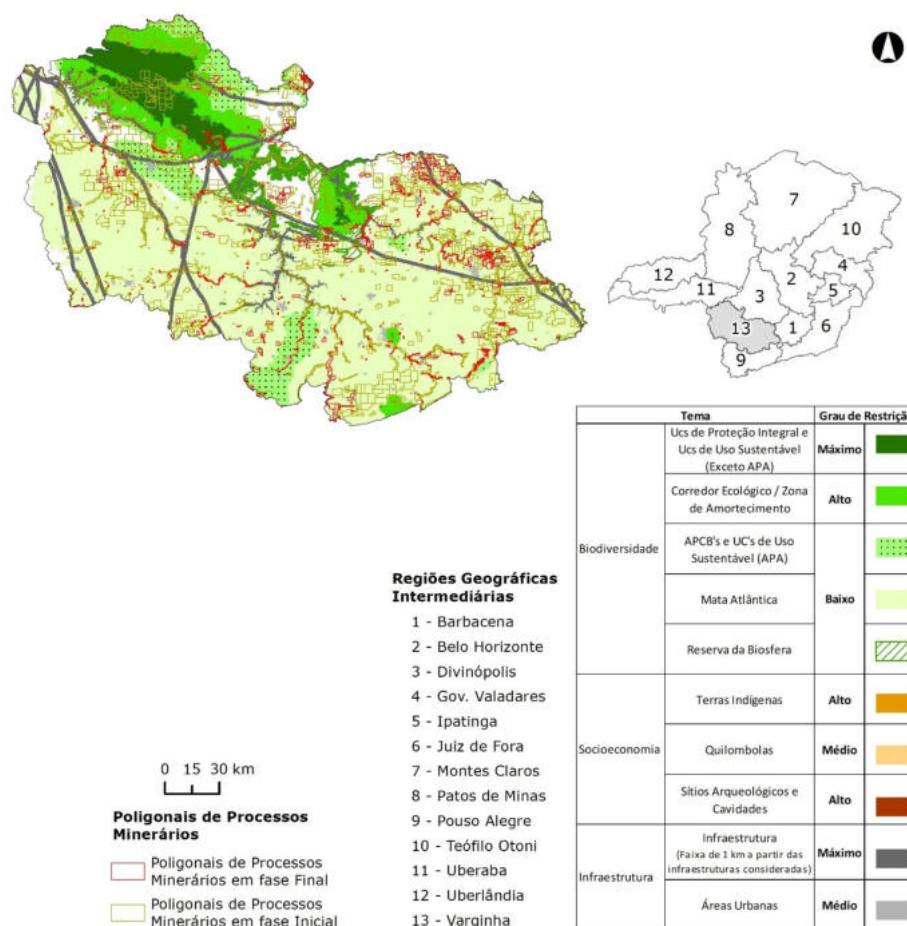 7
8
10
12
11
2
4
5
3
6
13
1
9
Tema
Grau de Restriçã
Ucs de Proteção Integral e
Ucs de Uso Sustentável
(Exceto APA)
Máximo
Corredor Ecológico / Zona
de Amortecimento
Alto
Biodiversidade
APCB's e UC's de Uso
Sustentável (APA)
Mata Atlântica
Baixo
Reserva da Biosfera
Terras Indígenas
Alto
Socioeconomia
Quilombolas
Médio
Sítios Arqueológicos e
Cavidades
Alto
Infraestrutura
Infraestrutura
(Faixa de 1 km a partir das
infraestruturas consideradas)
Máximo
Áreas Urbanas
Médio
Regiões Geográficas
Intermediárias
1 - Barbacena
2 - Belo Horizonte
3 - Divinópolis
4 - Gov. Valadares
5 - Ipatinga
6 - Juiz de Fora
7 - Montes Claros
8 - Patos de Minas
9 - Pouso Alegre
10 - Teófilo Otoni
11 - Uberaba
12 - Uberlândia
13 - Varginha
0 15 30 km
Poligonais de Processos
Minerários
Poligonais de Processos
Minerários em fase Final
Poligonais de Processos
Minerários em fase Inicial